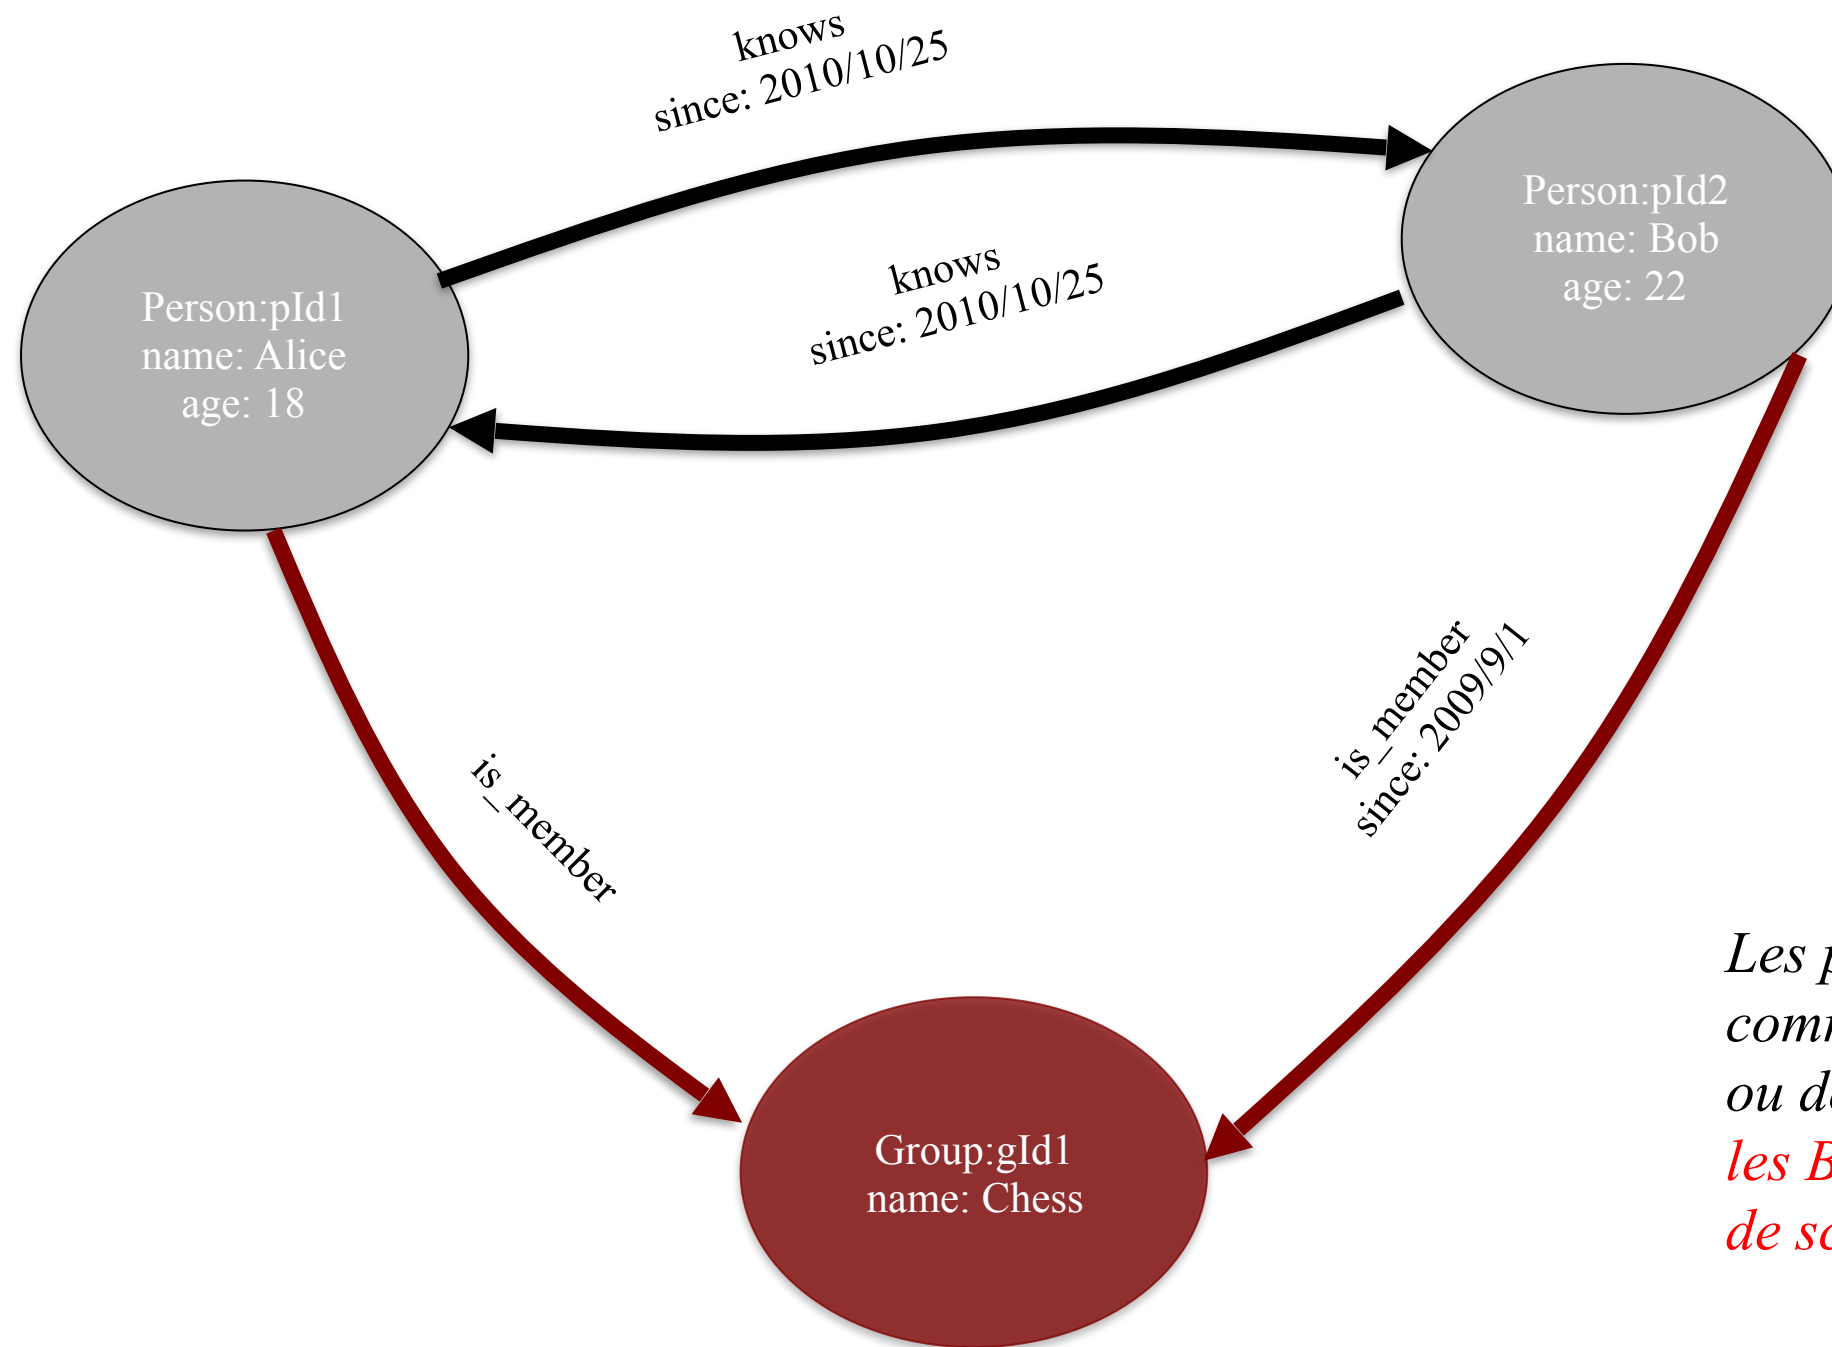 knows
since: 2010/10/25
Person:pId2
name: Bob
age: 22
knows
since: 2010/10/25
Person:pId1
name: Alice
age: 18
is_member
since: 2009/9/1
is_member
Les
ou
les
de
Group:gId1
name: Chess